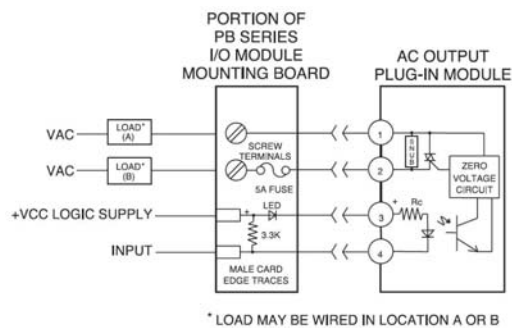 PORTION OF
PB SERIES
I/O MODULE
MOUNTING BOARD
AC OUTPUT
PLUG-IN MODULE
VAC
LOAD*
(A)
1
VAC
LOAD*
(B)
SCREW
TERMINALS
5A FUSE
2
SNUB
ZERO
VOLTAGE
CIRCUIT
+VCC LOGIC SUPPLY
+
LED
3
+
Rc
3.3K
INPUT
4
MALE CARD
EDGE TRACES
* LOAD MAY BE WIRED IN LOCATION A OR B